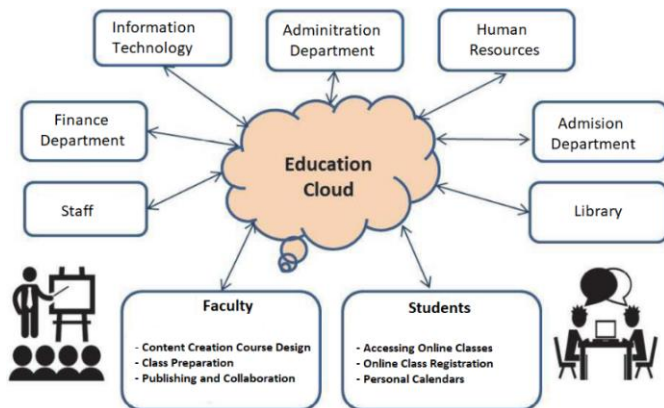 Information
Technology
Adminitration
Department
Human
Resources
Finance
Department
Education
Cloud
Admision
Department
Staff
Library
Faculty
- Content Creation Course Design
- Class Preparation
- Publishing and Collaboration
Students
- Accessing Online Classes
- Online Class Registration
- Personal Calendars